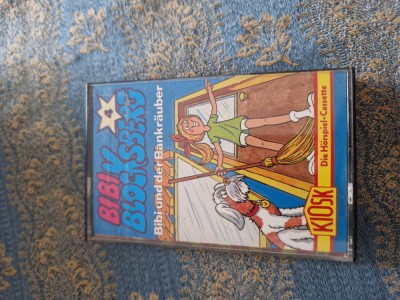 4
BIBI
BLOCKSBERG
Bibi und der Bankräuber
KIOSK
Die Hörspiel-Cassette